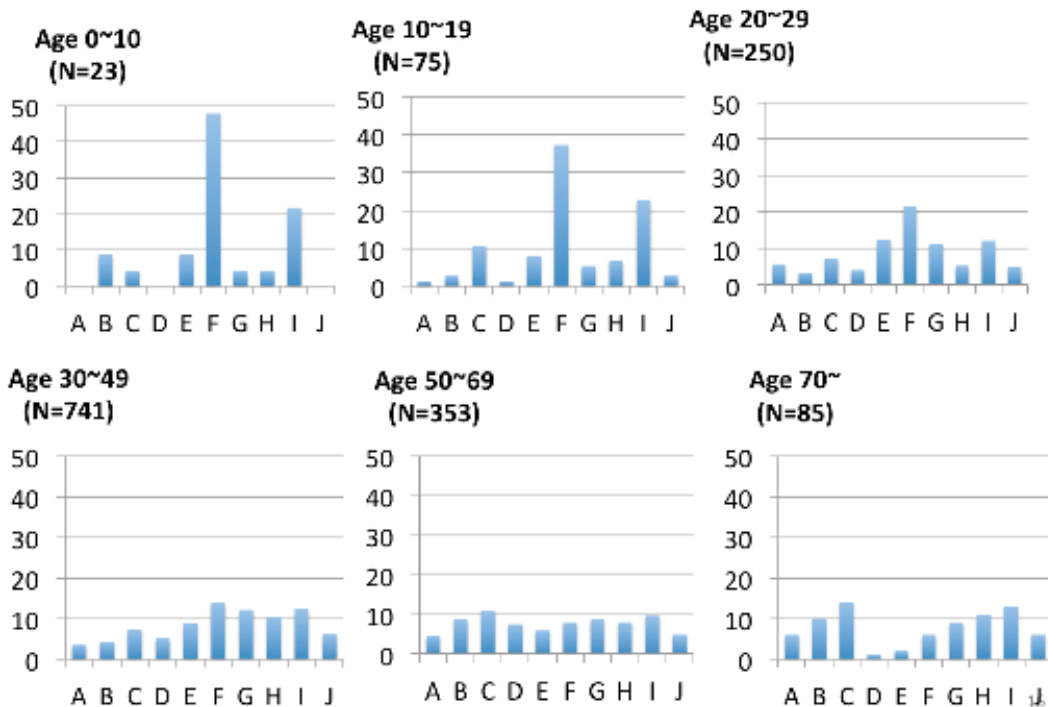 Age 0~10
(N=23)
50
40
30
20
10
0
A B C D E F G H I J
Age 10~19
(N=75)
50
40
30
20
10
0
A B C D E F G H I J
Age 20~29
(N=250)
50
40
30
20
10
0
A B C D E F G H I J
Age 30~49
(N=741)
50
40
30
20
10
0
A B C D E F G H I J
Age 50~69
(N=353)
50
40
30
20
10
0
A B C D E F G H I J
Age 70~
(N=85)
50
40
30
20
10
0
A B C D E F G H I J